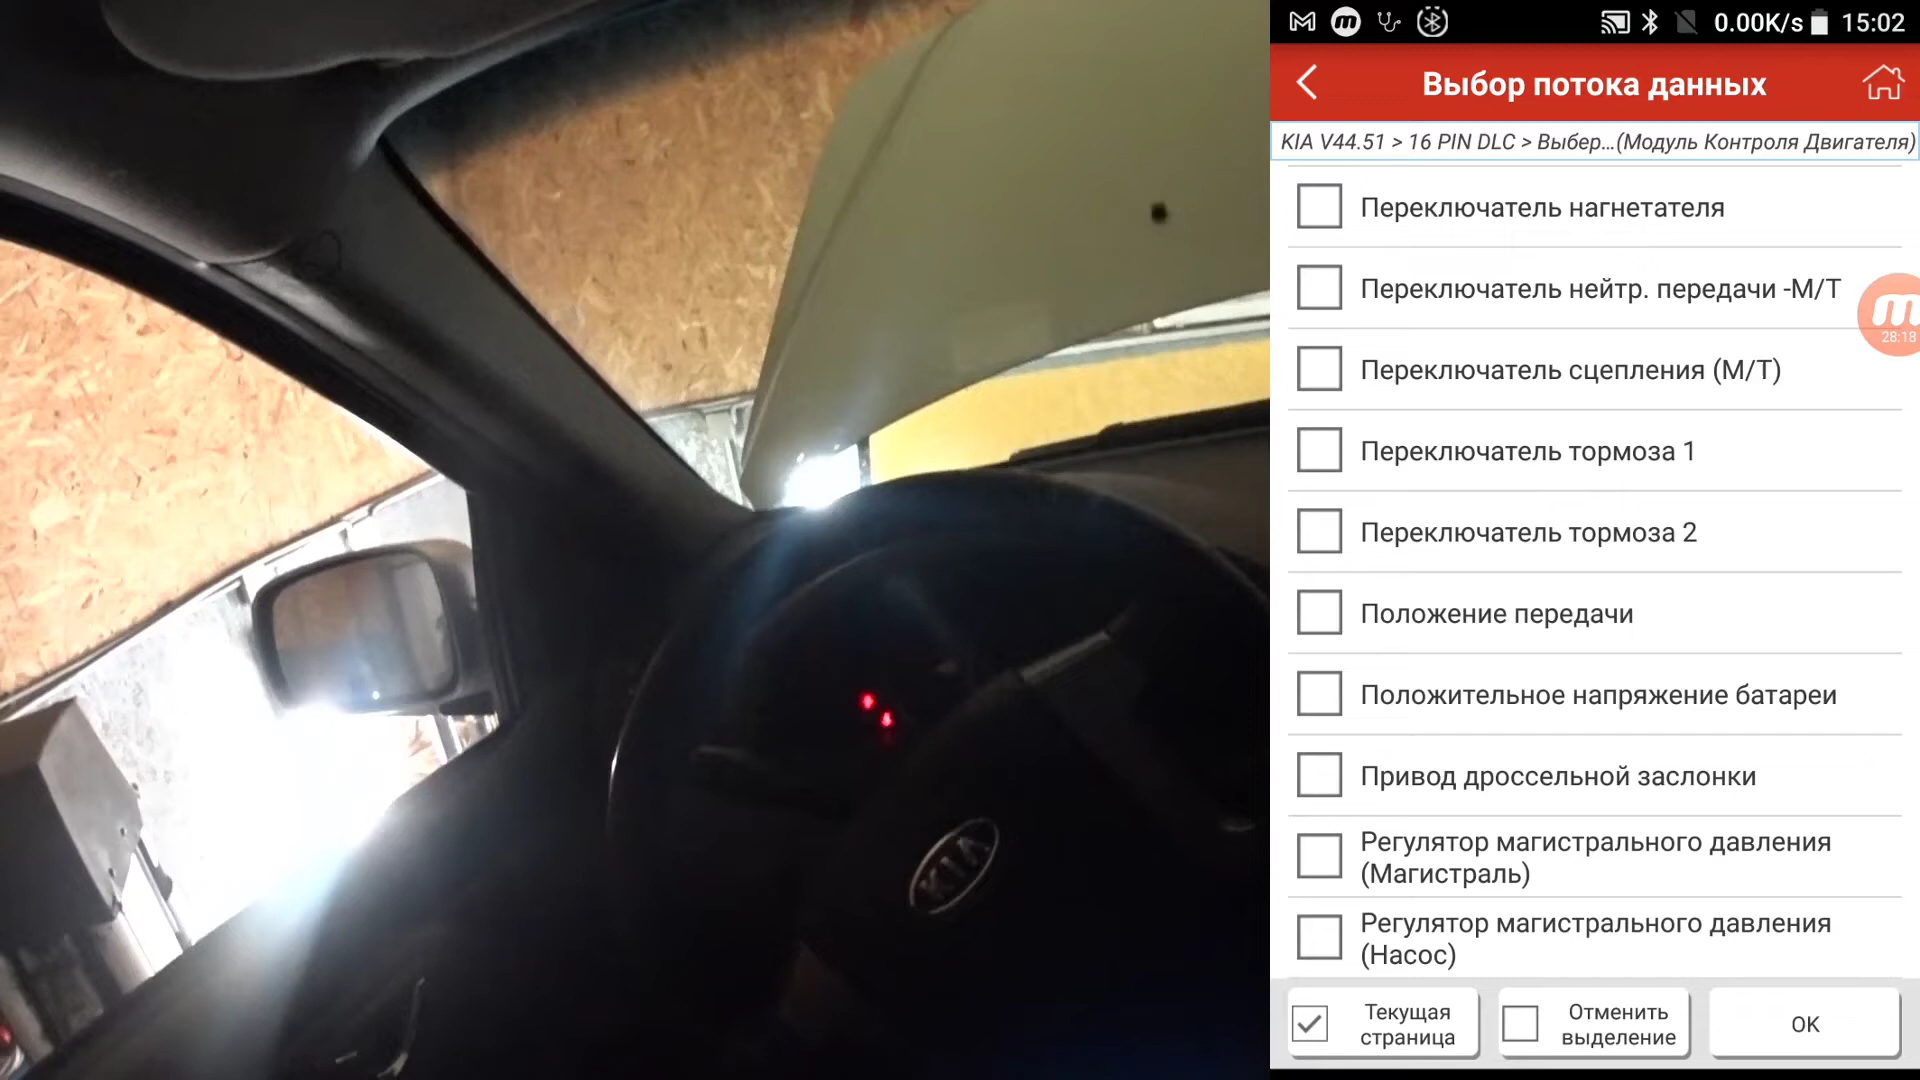 0.00K/s 15:02
Выбор потока данных
KIA V44.51 > 16 PIN DLC > Выбер...(Модуль Контроля Двигателя)
Переключатель нагнетателя
Переключатель нейтр. передачи -М/Т
28:18
Переключатель сцепления (М/Т)
Переключатель тормоза 1
Переключатель тормоза 2
Положение передачи
Положительное напряжение батареи
Привод дроссельной заслонки
Регулятор магистрального давления
(Магистраль)
Регулятор магистрального давления
(Насос)
Текущая
страница
Отменить
выделение
OK
KIA